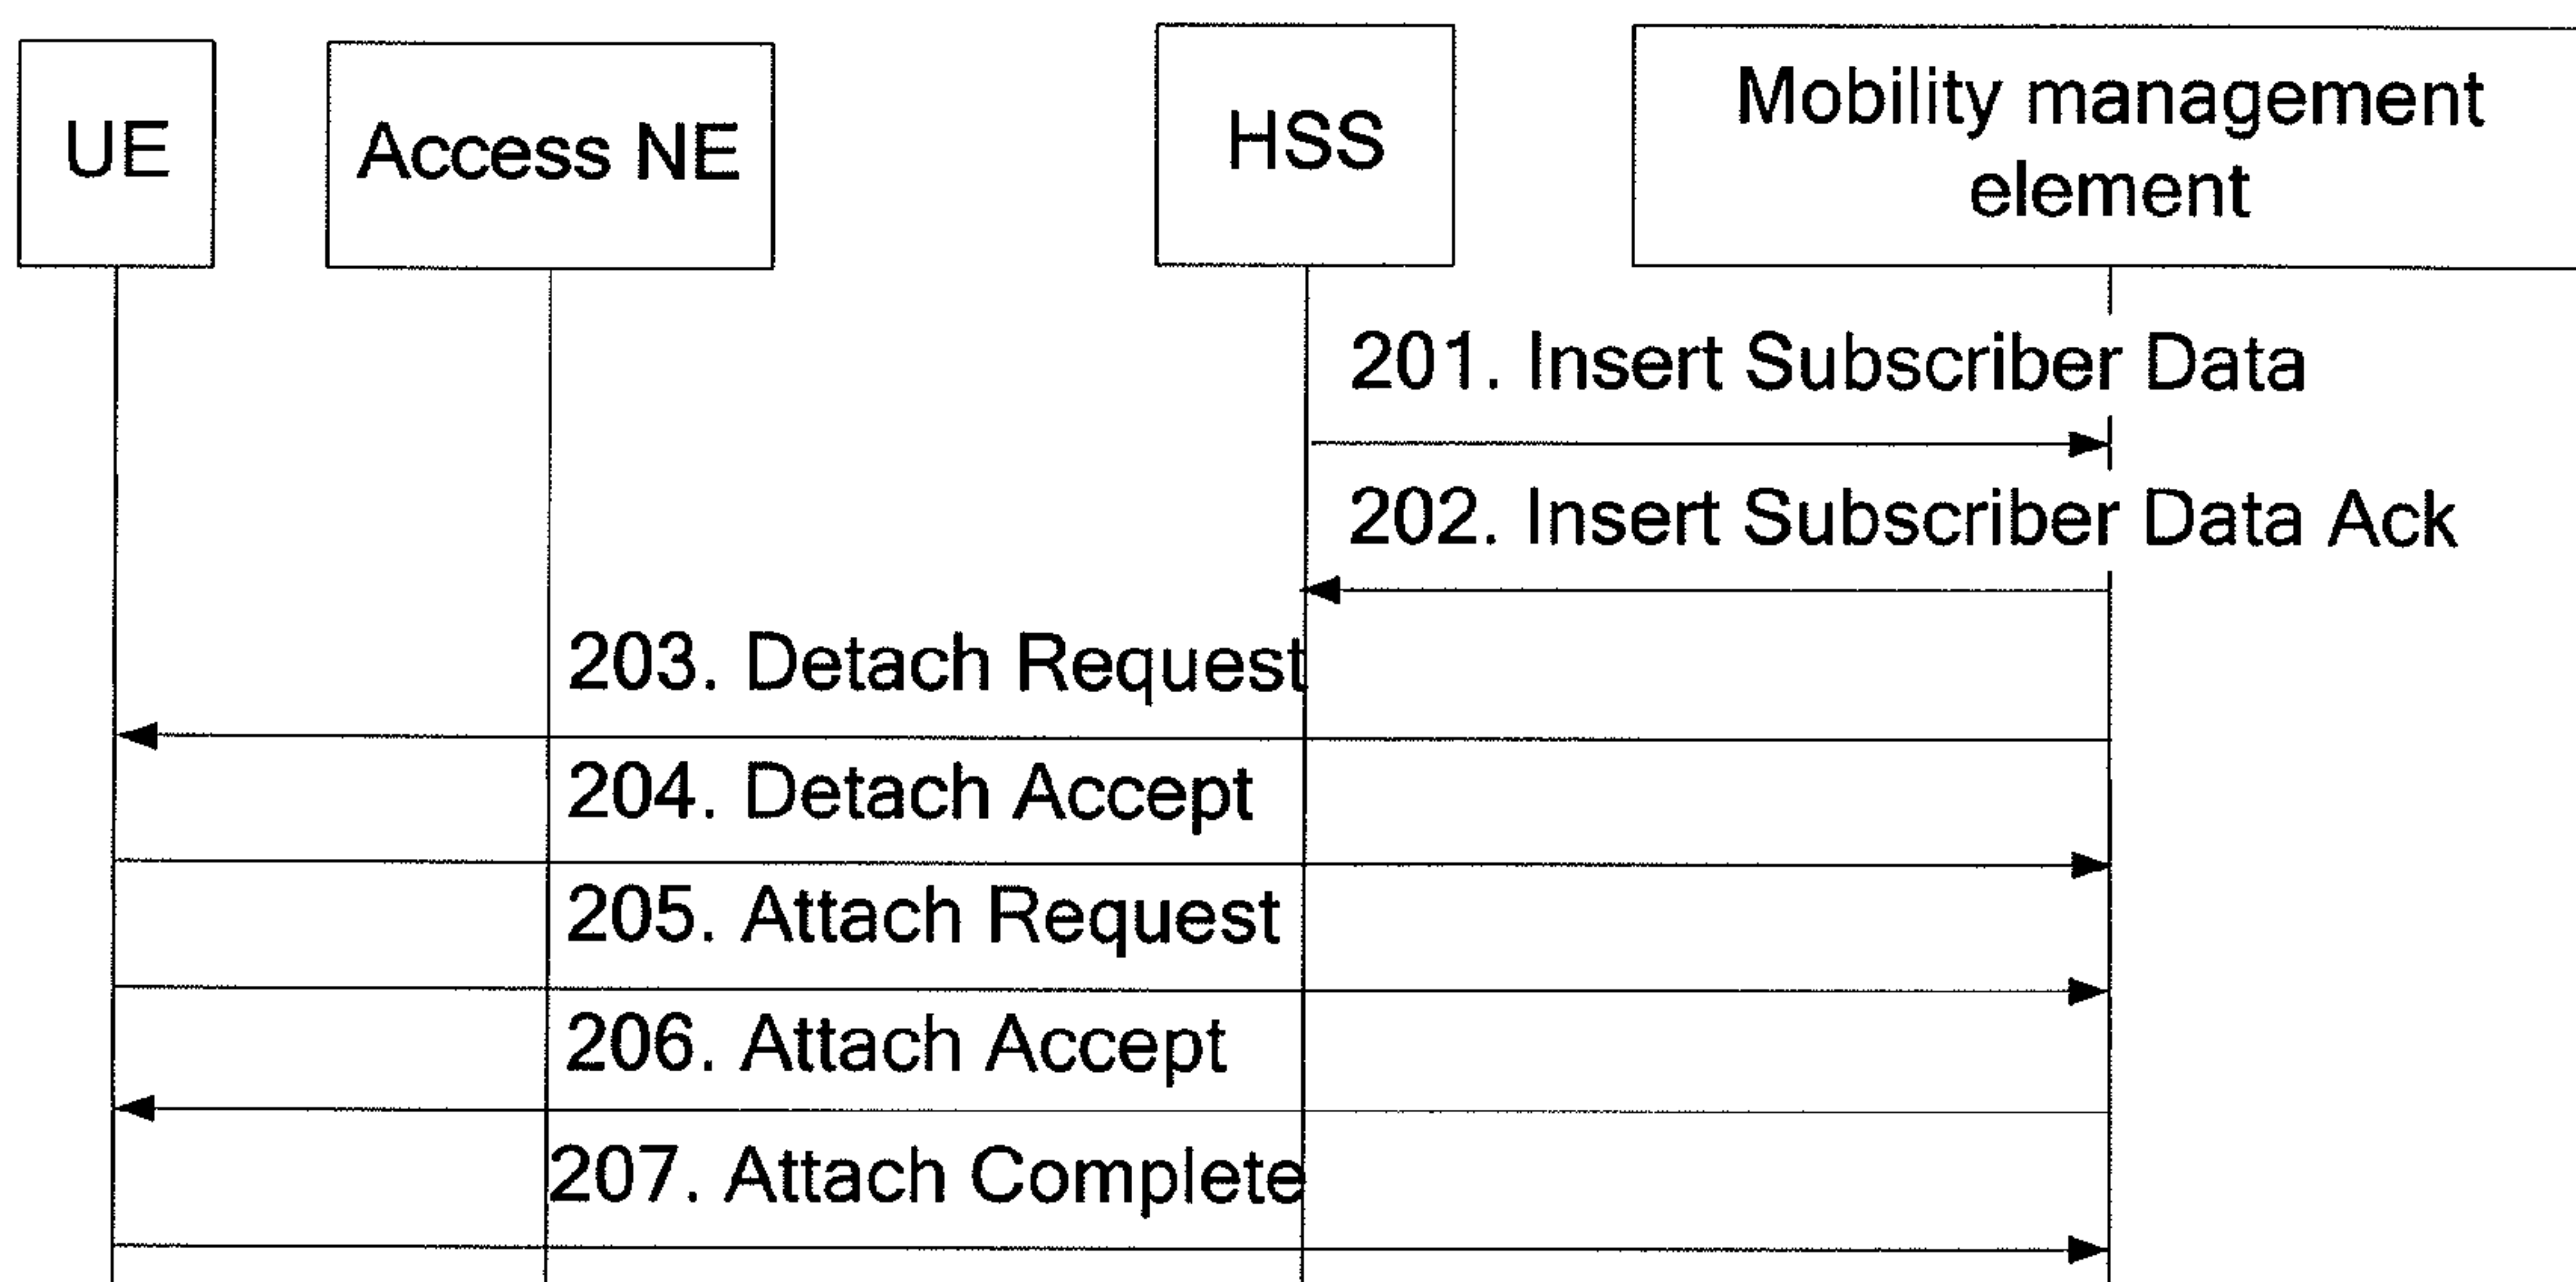 UE
Access NE
HSS
Mobility management
element
201. Insert Subscriber Data
202. Insert Subscriber Data Ack
203. Detach Request
204. Detach Accept
205. Attach Request
206. Attach Accept
207. Attach Complete